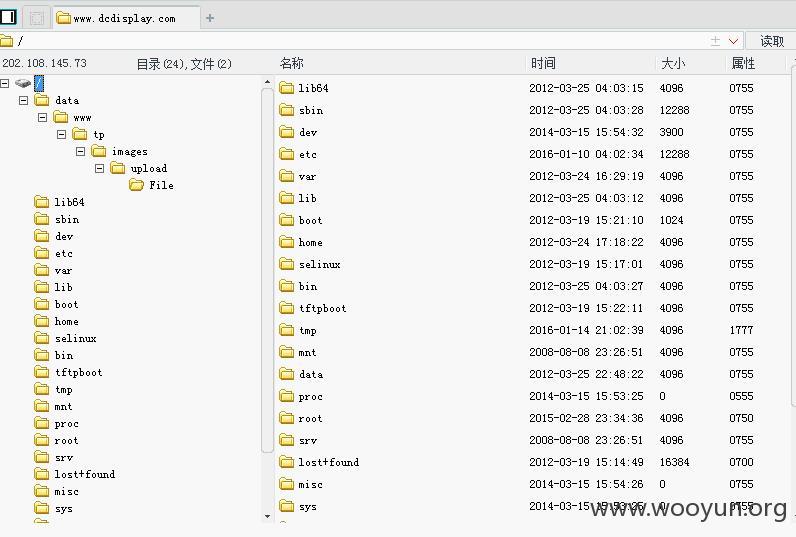 www.dcdisplay.com
/
读取
202.108.145.73 目录(24),文件(2)
名称 时间 大小 属性
/
data
www
tp
images
upload
File
lib64
sbin
dev
etc
var
lib
boot
home
selinux
bin
tftpboot
tmp
mnt
proc
root
srv
lost+found
misc
sys
lib64 2012-03-25 04:03:15 4096 0755
sbin 2012-03-25 04:03:28 12288 0755
dev 2014-03-15 15:54:32 3900 0755
etc 2016-01-10 04:02:34 12288 0755
var 2012-03-24 16:29:19 4096 0755
lib 2012-03-25 04:03:12 4096 0755
boot 2012-03-19 15:21:10 1024 0755
home 2012-03-24 17:18:22 4096 0755
selinux 2012-03-19 15:17:01 4096 0755
bin 2012-03-25 04:03:27 4096 0755
tftpboot 2012-03-19 15:22:11 4096 0755
tmp 2016-01-14 21:02:39 4096 1777
mnt 2008-08-08 23:26:51 4096 0755
data 2012-03-25 22:48:22 4096 0755
proc 2014-03-15 15:53:25 0 0555
root 2015-02-28 23:34:36 4096 0750
srv 2008-08-08 23:26:51 4096 0755
lost+found 2012-03-19 15:14:49 16384 0700
misc 2014-03-15 15:54:26 0 0755
sys 2014-03-15 15:53:25 0 0755
www.wooyun.org